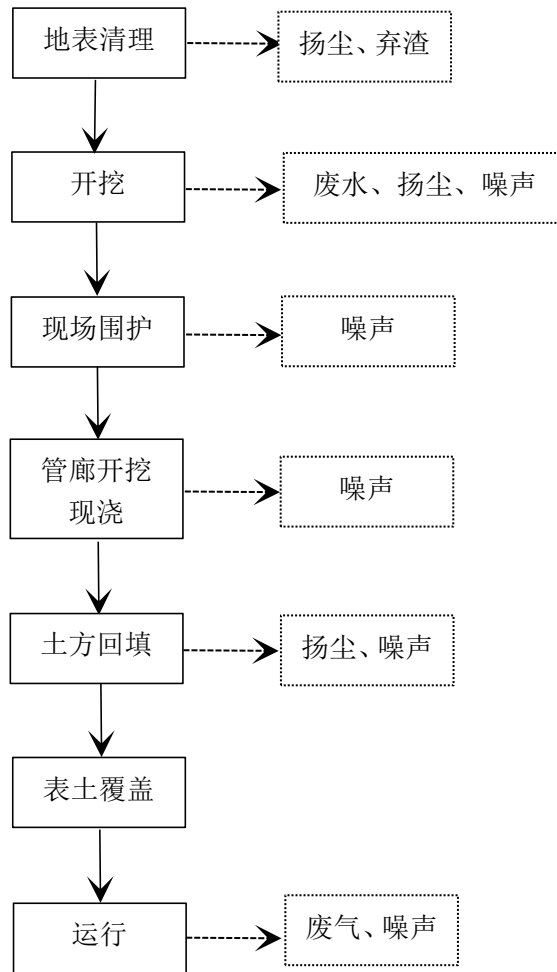 地表清理
扬尘、弃渣
开挖
废水、扬尘、噪声
现场围护
噪声
管廊开挖
现浇
噪声
土方回填
扬尘、噪声
表土覆盖
运行
废气、噪声